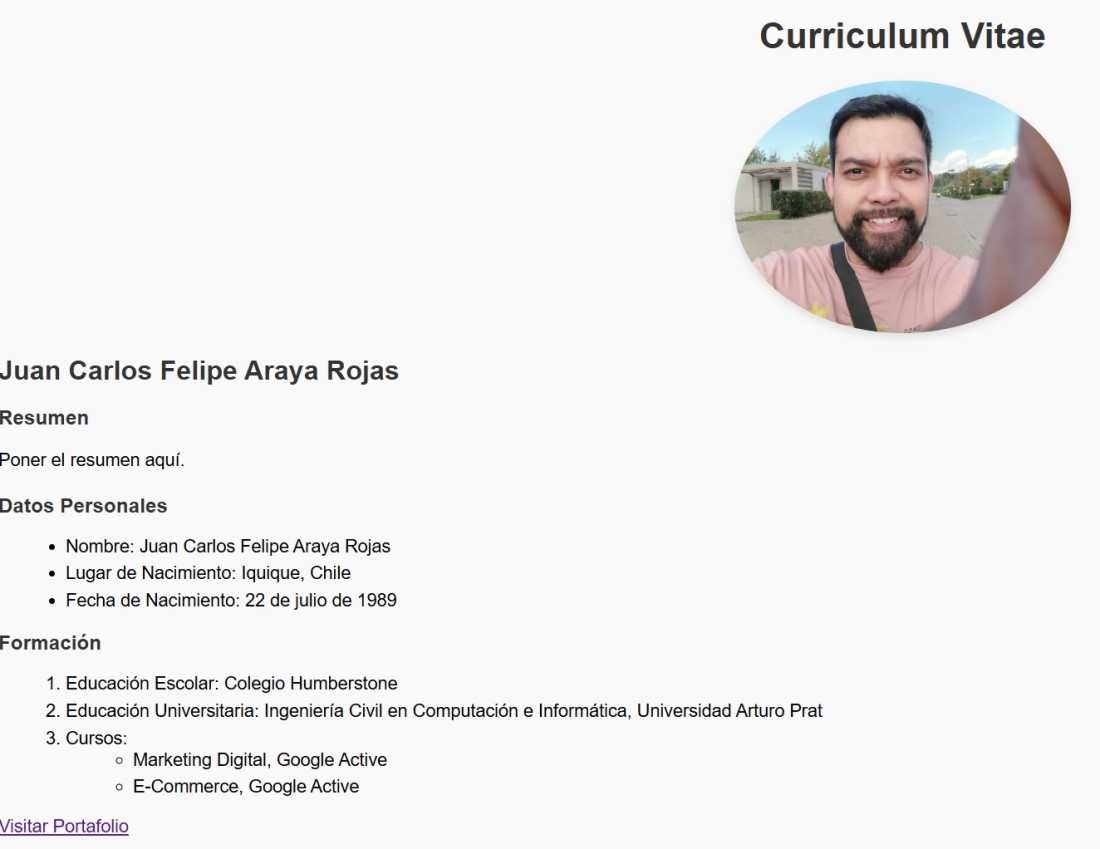 Curriculum Vitae
Juan Carlos Felipe Araya Rojas
Resumen
Poner el resumen aquí.
Datos Personales
• Nombre: Juan Carlos Felipe Araya Rojas
• Lugar de Nacimiento: Iquique, Chile
• Fecha de Nacimiento: 22 de julio de 1989
Formación
1. Educación Escolar: Colegio Humberstone
2. Educación Universitaria: Ingeniería Civil en Computación e Informática, Universidad Arturo Prat
3. Cursos:
◦ Marketing Digital, Google Active
◦ E-Commerce, Google Active
Visitar Portafolio